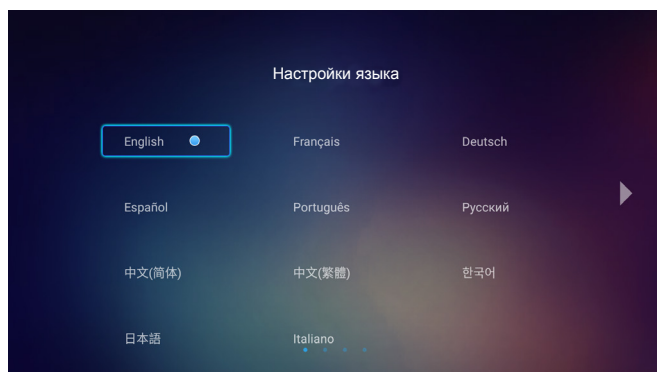 Настройки языка
English Français Deutsch
Español Português Русский
中文(简体) 中文(繁體) 한국어
日本語 Italiano